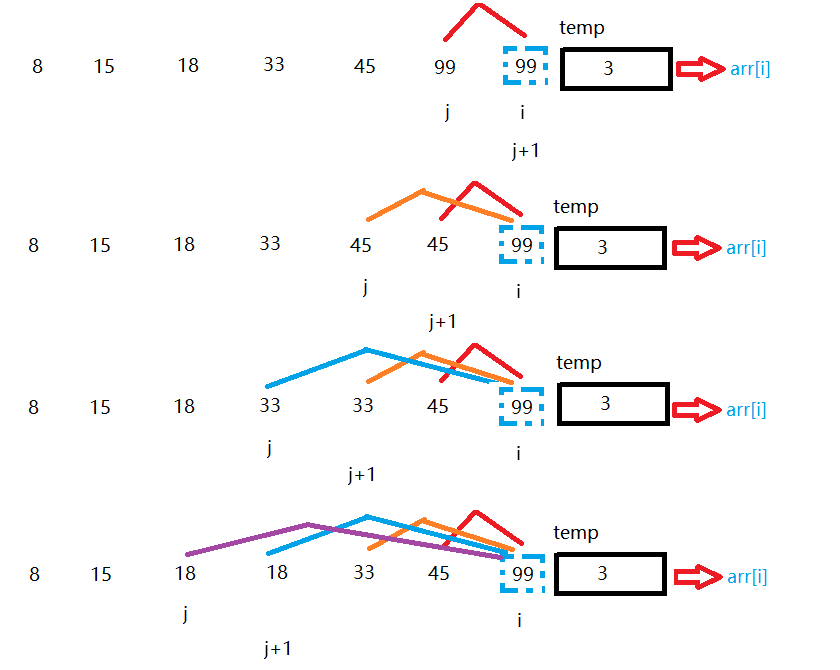 temp
8 15 18 33 45 99 99 3 arr[i]
j i
j+1
temp
8 15 18 33 45 45 99 3 arr[i]
j i
j+1
temp
8 15 18 33 33 45 99 3 arr[i]
j i
j+1
temp
8 15 18 18 33 45 99 3 arr[i]
j i
j+1